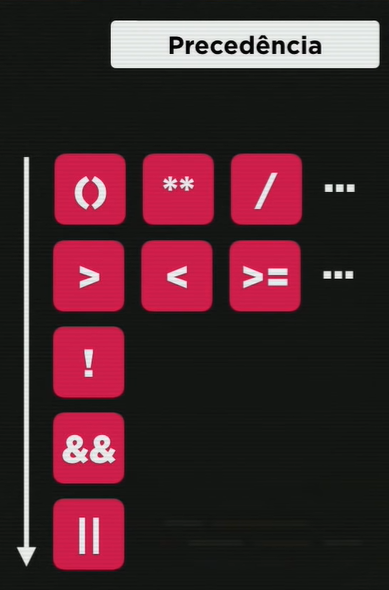 Precedência
() ** / ...
> < >= ...
!
&&
||